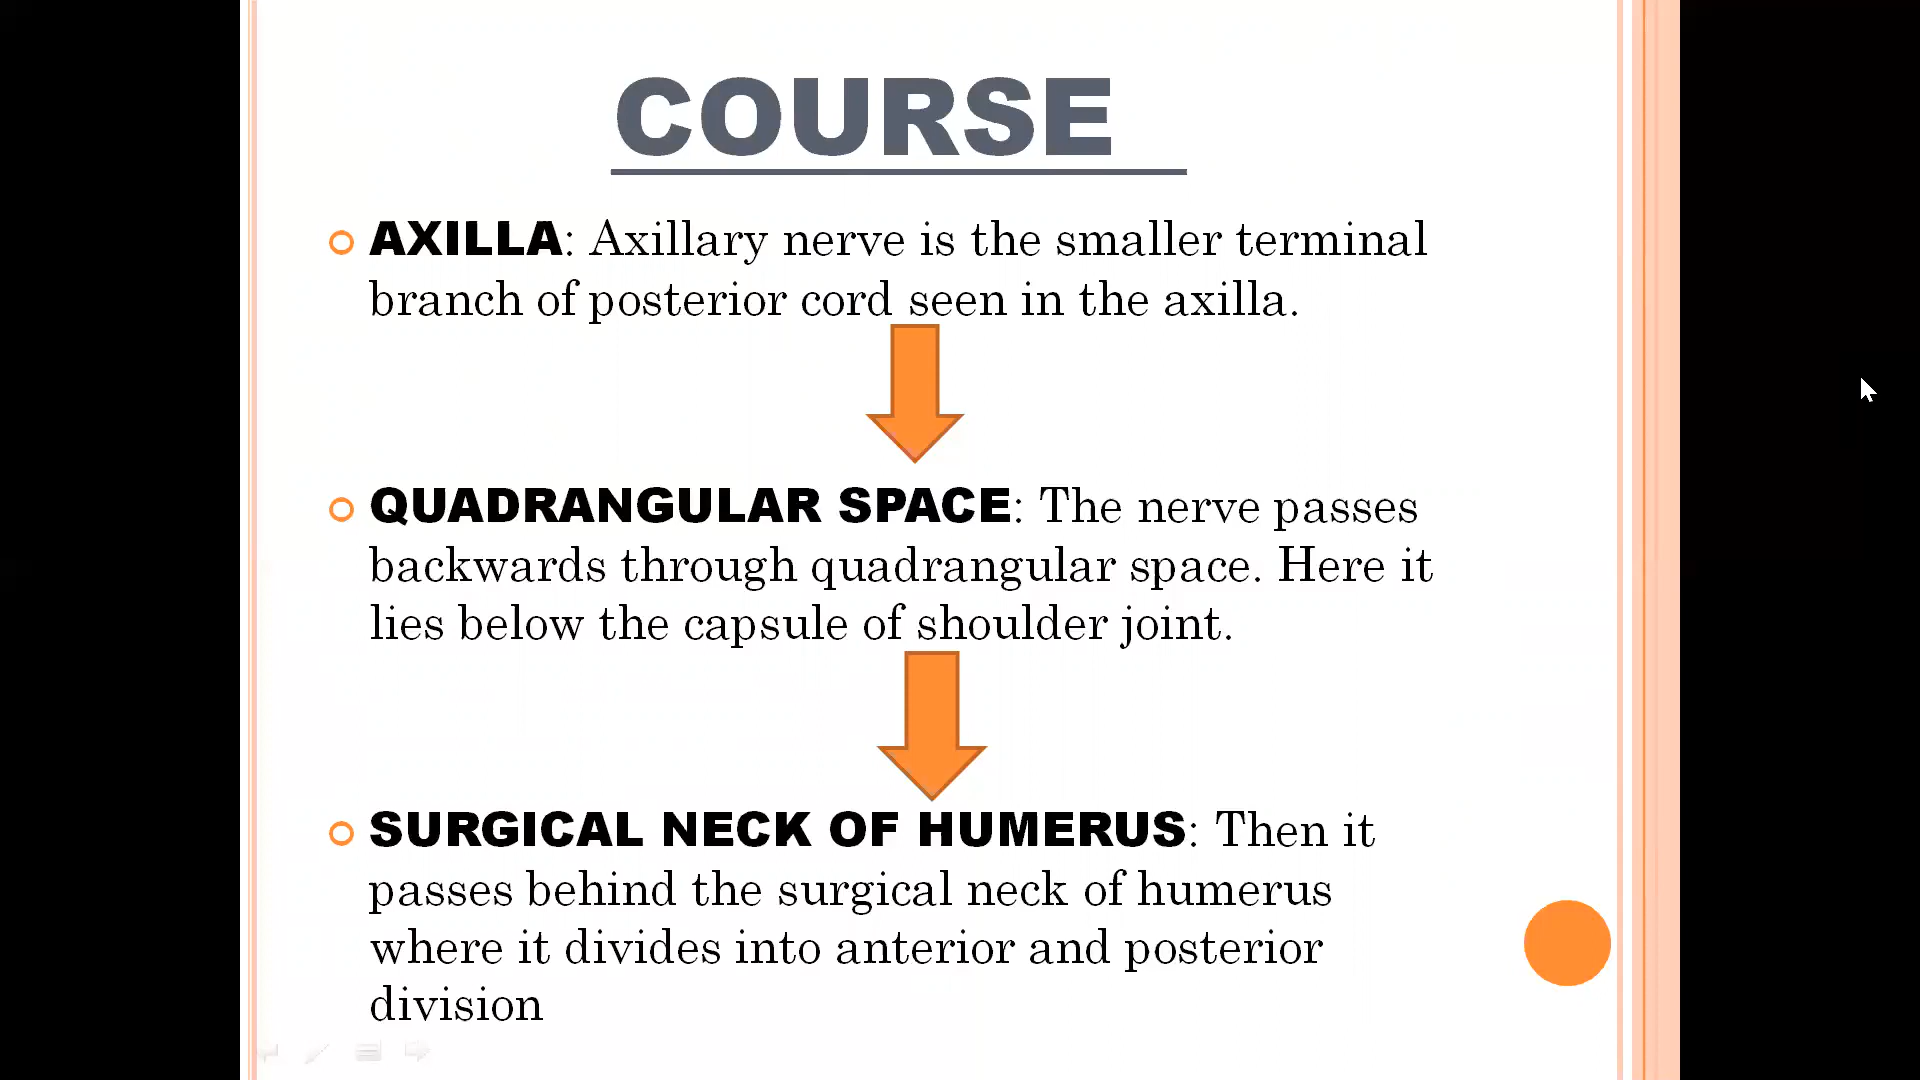 COURSE
AXILLA: Axillary nerve is the smaller terminal
branch of posterior cord seen in the axilla.
QUADRANGULAR SPACE: The nerve passes
backwards through quadrangular space. Here it
lies below the capsule of shoulder joint.
SURGICAL NECK OF HUMERUS: Then it
passes behind the surgical neck of humerus
where it divides into anterior and posterior
division